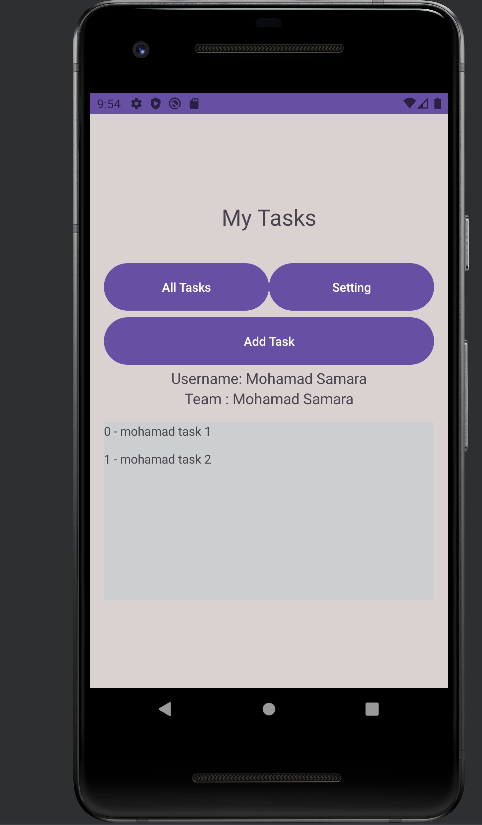 9:54
My Tasks
All Tasks Setting
Add Task
Username: Mohamad Samara
Team : Mohamad Samara
0 - mohamad task 1
1 - mohamad task 2